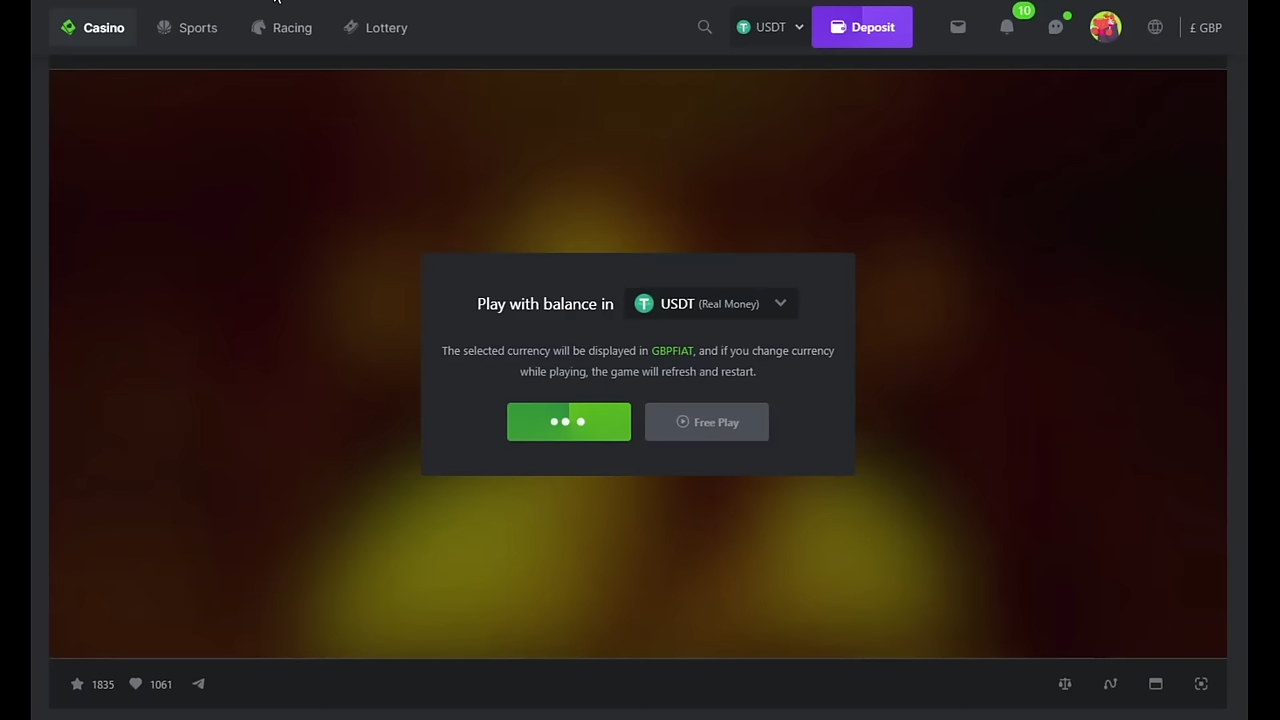 Casino Sports Racing Lottery USDT Deposit 10 £ GBP
Play with balance in USDT (Real Money)
The selected currency will be displayed in GBPFIAT, and if you change currency
while playing, the game will refresh and restart.
Free Play
1835 1061